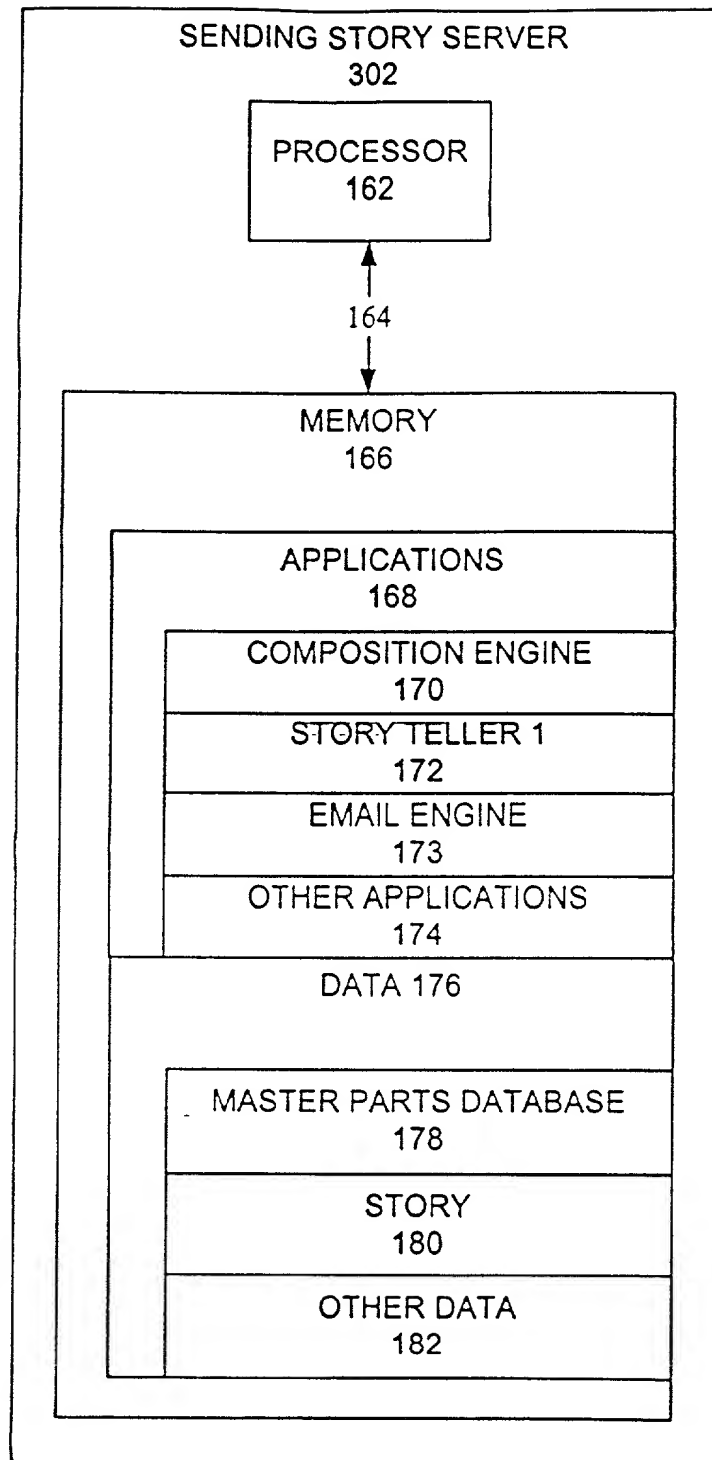 SENDING STORY SERVER
302
PROCESSOR
162
164
MEMORY
166
APPLICATIONS
168
COMPOSITION ENGINE
170
STORY TELLER 1
172
EMAIL ENGINE
173
OTHER APPLICATIONS
174
DATA 176
MASTER PARTS DATABASE
178
STORY
180
OTHER DATA
182